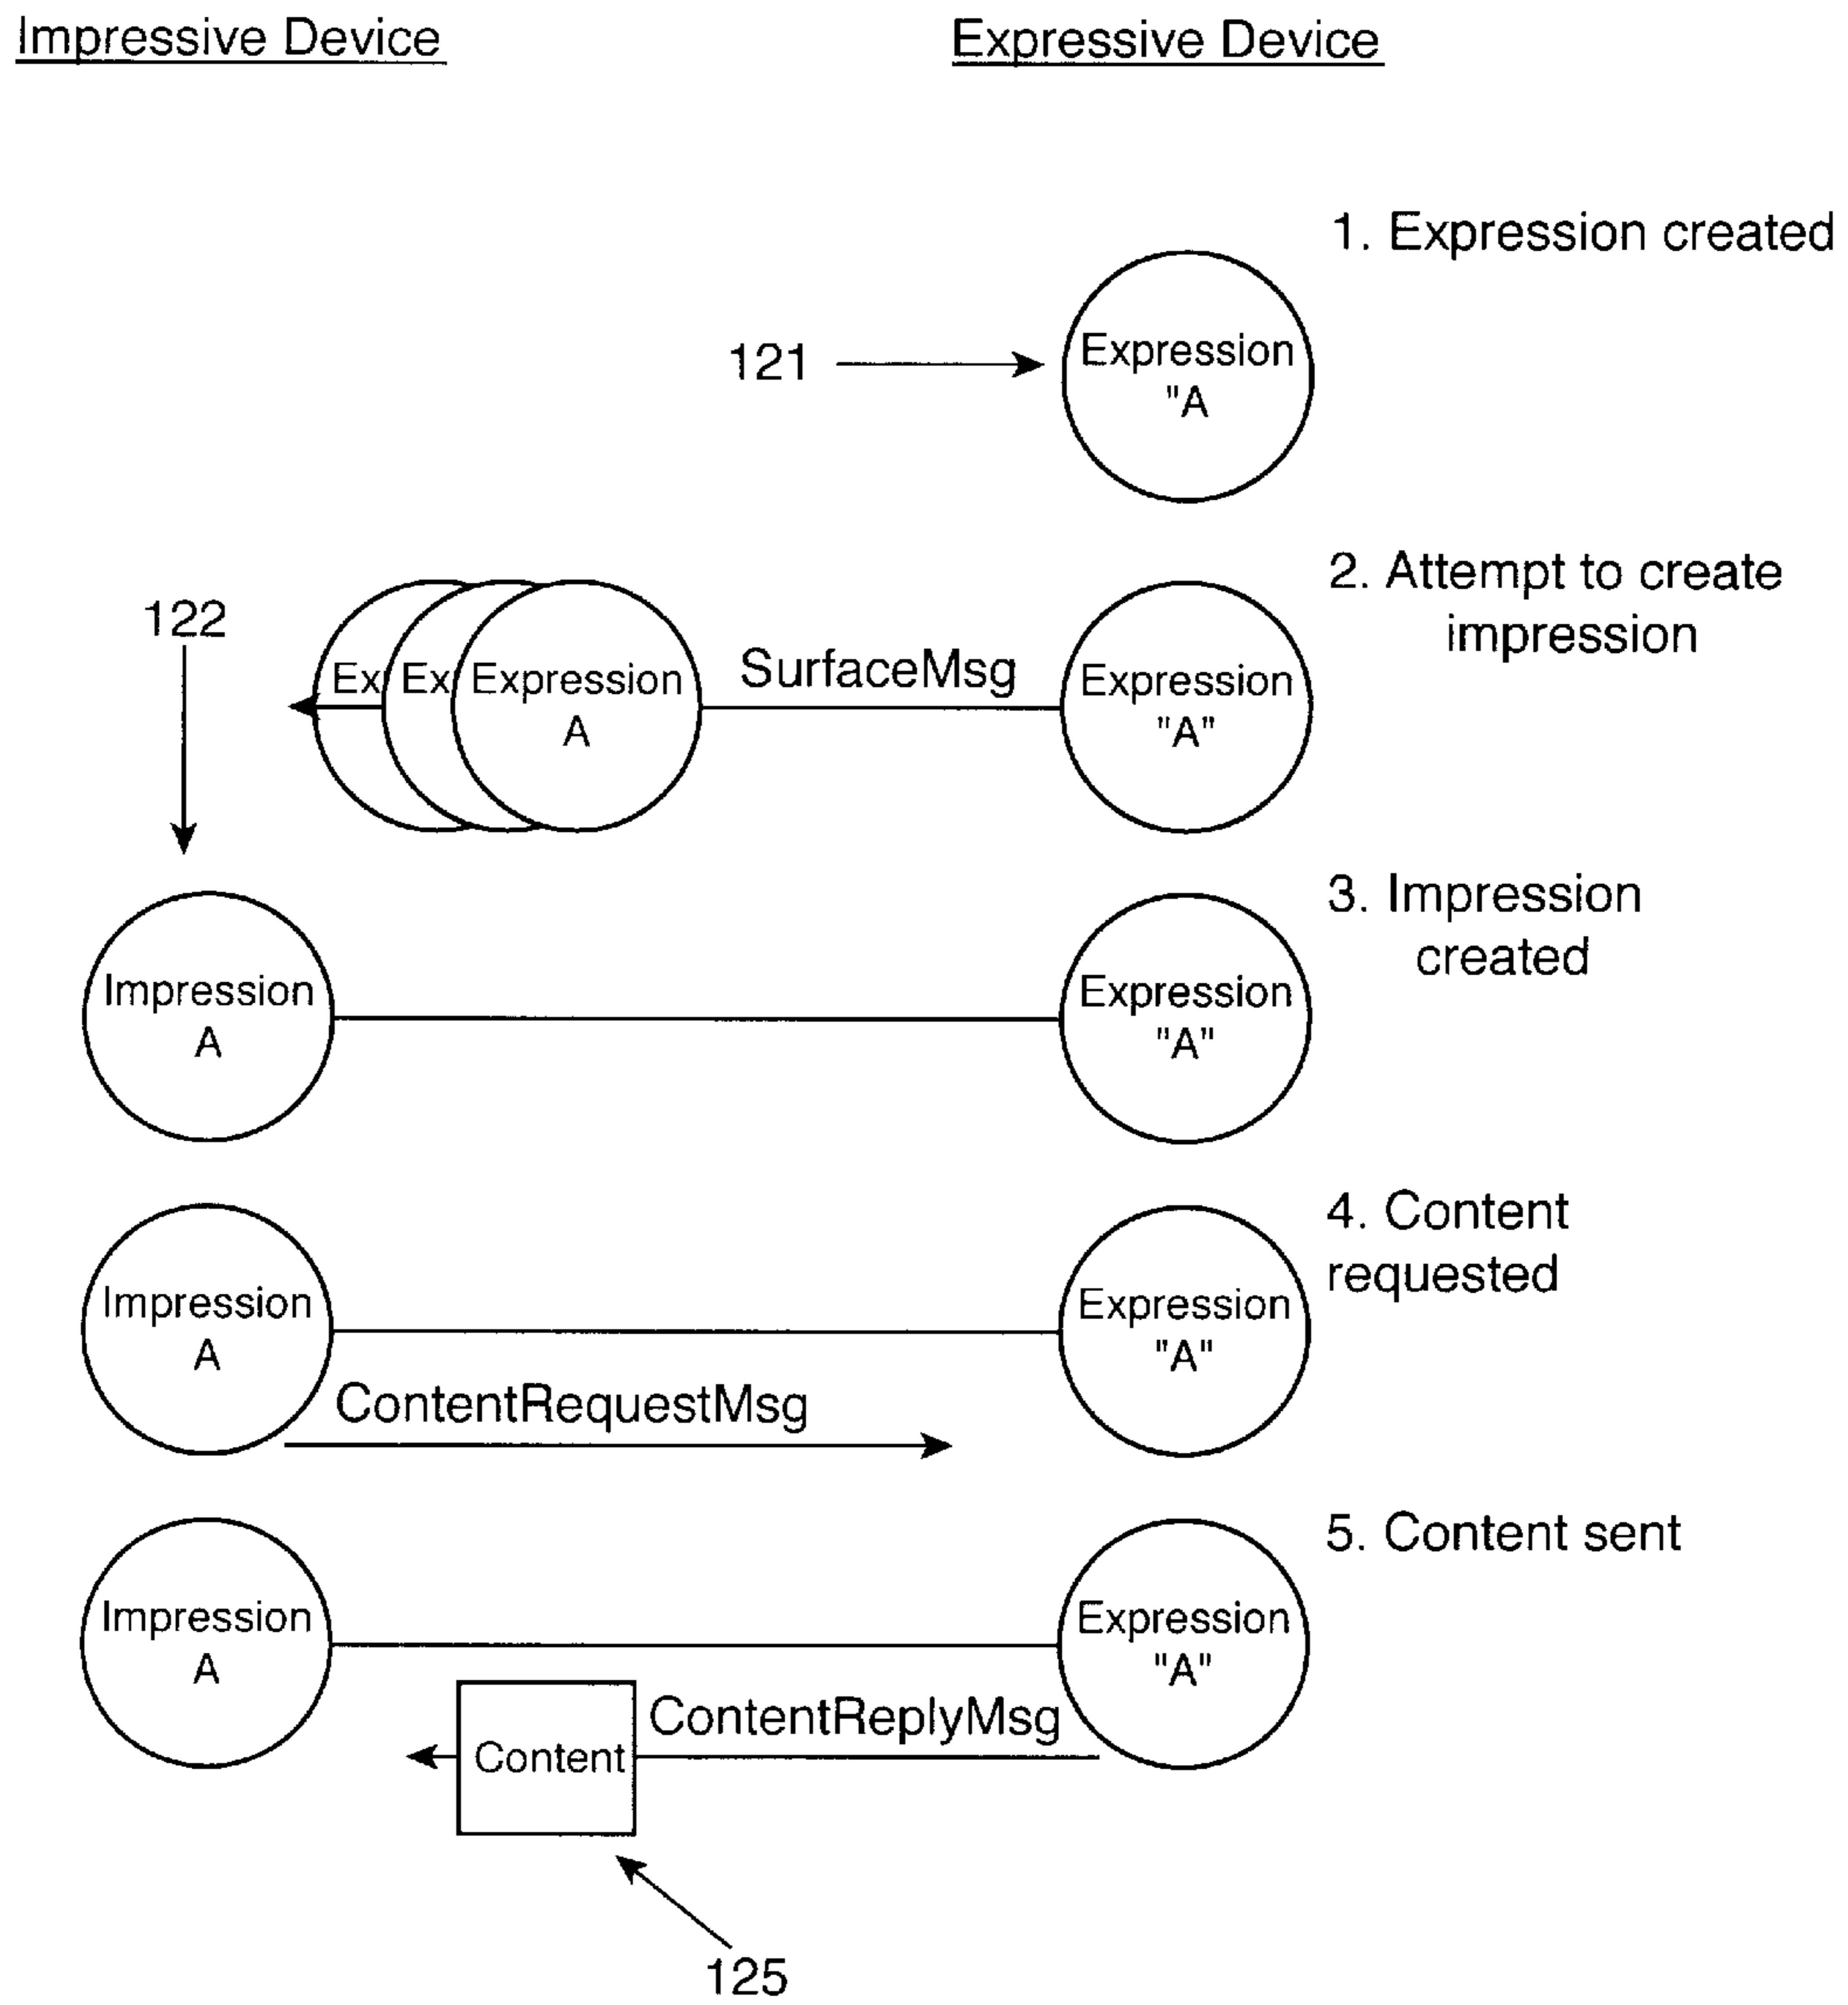 Impressive Device
Expressive Device
1. Expression created
121
Expression
"A
2. Attempt to create
impression
122
Ex
Ex
Expression
A
SurfaceMsg
Expression
"A"
3. Impression
created
Impression
A
Expression
"A"
4. Content
requested
Impression
A
Expression
"A"
ContentRequestMsg
5. Content sent
Impression
A
Expression
"A"
ContentReplyMsg
Content
125